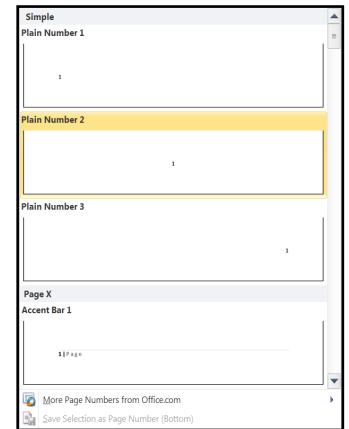 Simple
Plain Number 1
1
Plain Number 2
1
Plain Number 3
1
Page X
Accent Bar 1
1|Page
More Page Numbers from Office.com
Save Selection as Page Number (Bottom)